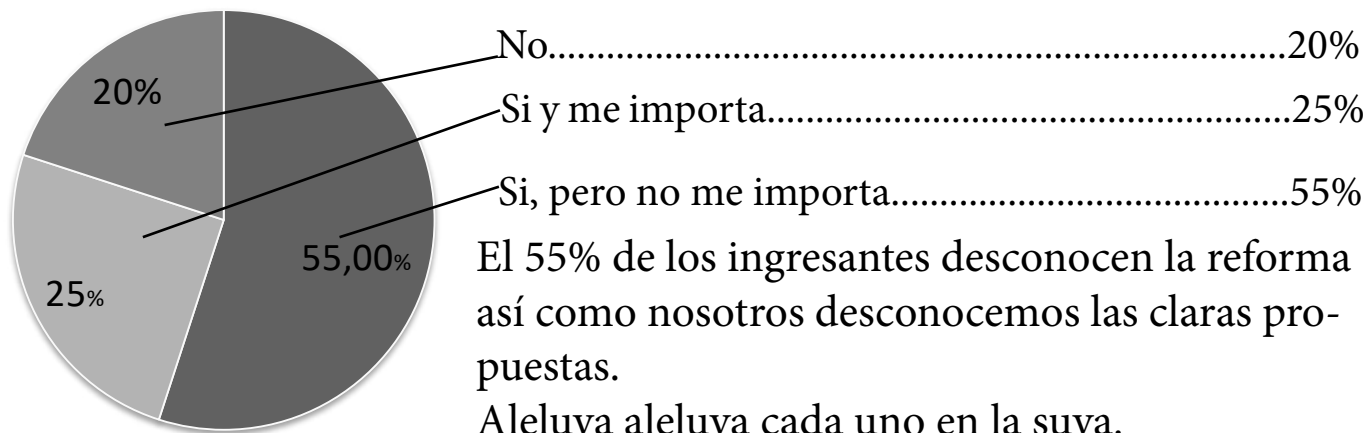 No..........................................................................20%
20%
Si y me importa.....................................................25%
Si, pero no me importa........................................55%
55,00%
25%
El 55% de los ingresantes desconocen la reforma
así como nosotros desconocemos las claras pro-
puestas.
Aleluya aleluya cada uno en la suya.